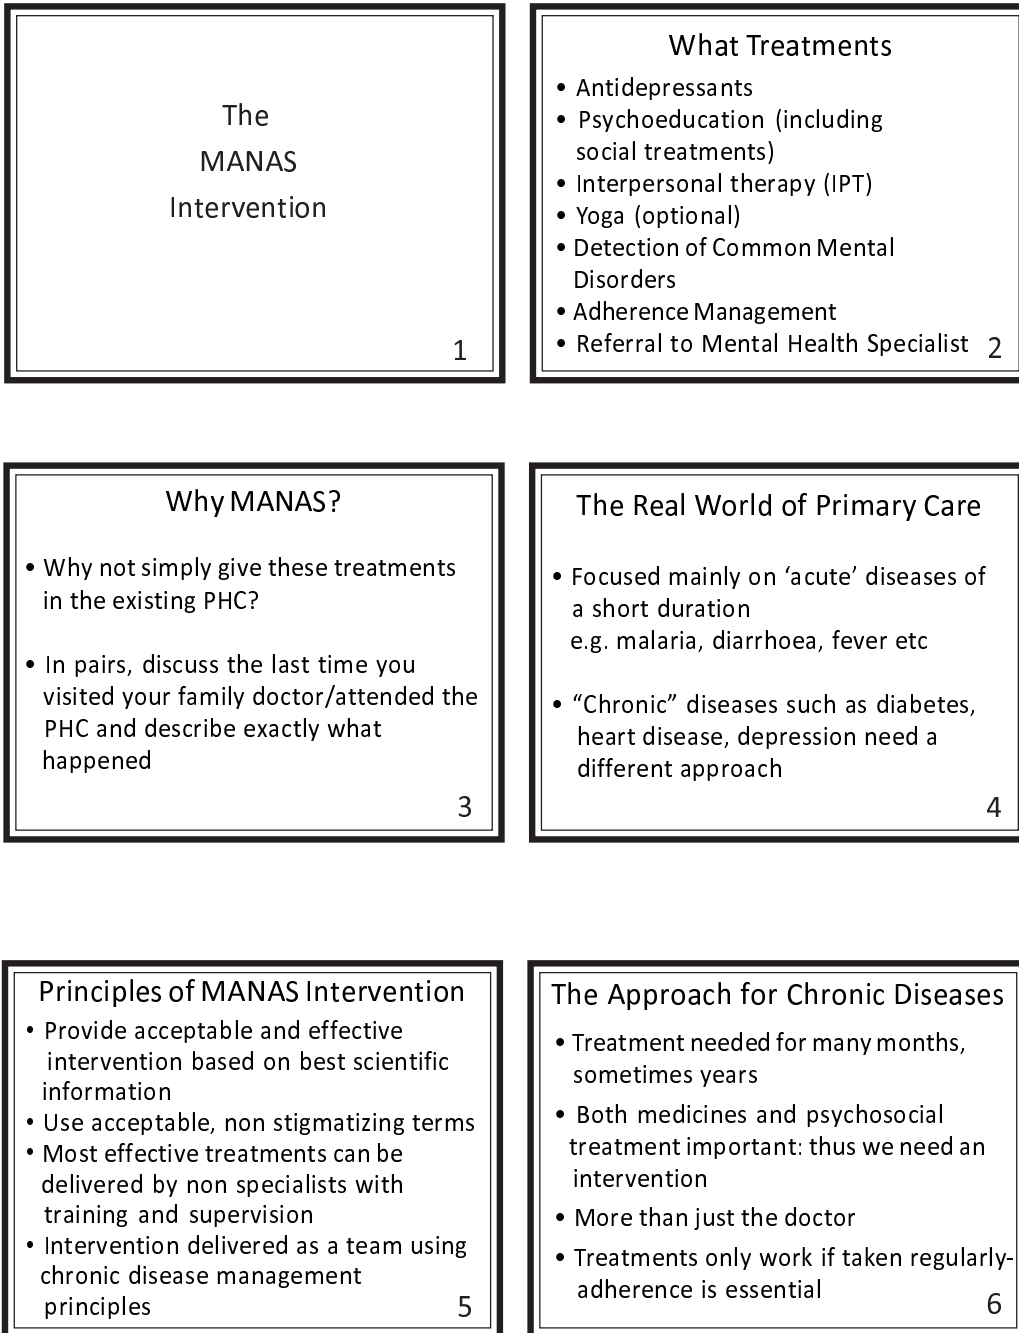 The
MANAS
Intervention
1
What Treatments
• Antidepressants
• Psychoeducation (including
social treatments)
• Interpersonal therapy (IPT)
• Yoga (optional)
• Detection of Common Mental
Disorders
• Adherence Management
• Referral to Mental Health Specialist
2
Why MANAS?
• Why not simply give these treatments
in the existing PHC?
• In pairs, discuss the last time you
visited your family doctor/attended the
PHC and describe exactly what
happened
3
The Real World of Primary Care
• Focused mainly on ‘acute’ diseases of
a short duration
e.g. malaria, diarrhoea, fever etc
• “Chronic” diseases such as diabetes,
heart disease, depression need a
different approach
4
Principles of MANAS Intervention
• Provide acceptable and effective
intervention based on best scientific
information
• Use acceptable, non stigmatizing terms
• Most effective treatments can be
delivered by non specialists with
training and supervision
• Intervention delivered as a team using
chronic disease management
principles
5
The Approach for Chronic Diseases
• Treatment needed for many months,
sometimes years
• Both medicines and psychosocial
treatment important: thus we need an
intervention
• More than just the doctor
• Treatments only work if taken regularly-
adherence is essential
6